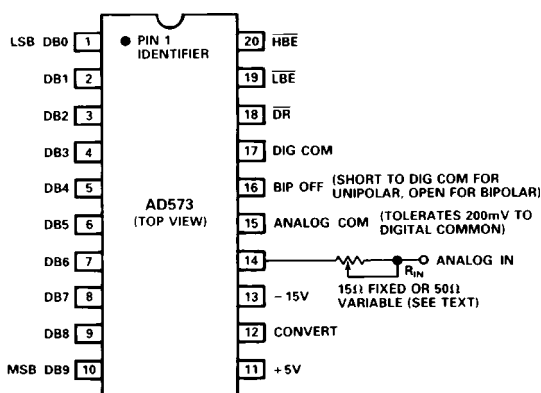 LSB DB0 1
PIN 1
IDENTIFIER
20 HBE
DB1 2
19 LBE
DB2 3
18 DR
DB3 4
17 DIG COM
DB4 5
16 BIP OFF (SHORT TO DIG COM FOR
UNIPOLAR, OPEN FOR BIPOLAR)
AD573
(TOP VIEW)
DB5 6
15 ANALOG COM (TOLERATES 200mV TO
DIGITAL COMMON)
DB6 7
14
ANALOG IN
RIN
15Ω FIXED OR 50Ω
VARIABLE (SEE TEXT)
DB7 8
13 -15V
DB8 9
12 CONVERT
MSB DB9 10
11 +5V